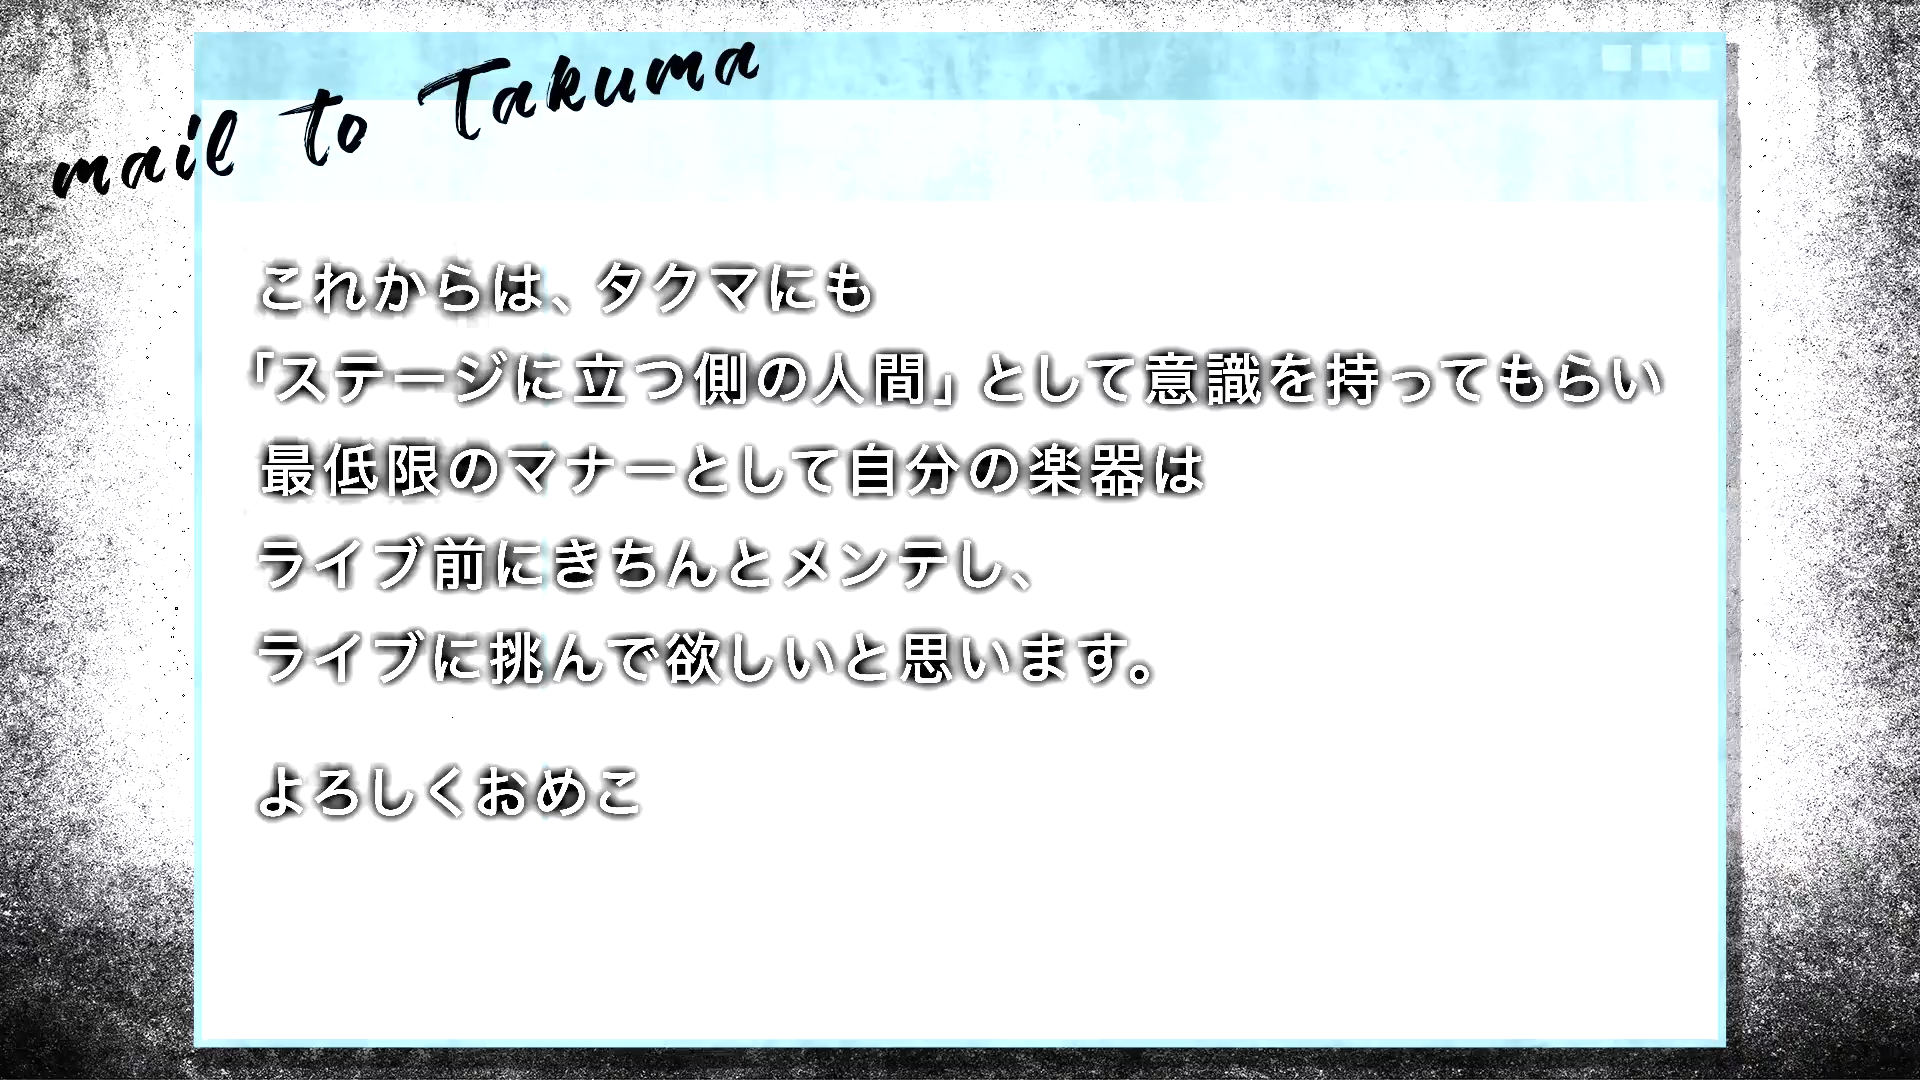 mail to Takuma
これからは、タクマにも
「ステージに立つ側の人間」として意識を持ってもらい
最低限のマナーとして自分の楽器は
ライブ前にきちんとメンテし、
ライブに挑んで欲しいと思います。
よろしくおめこ